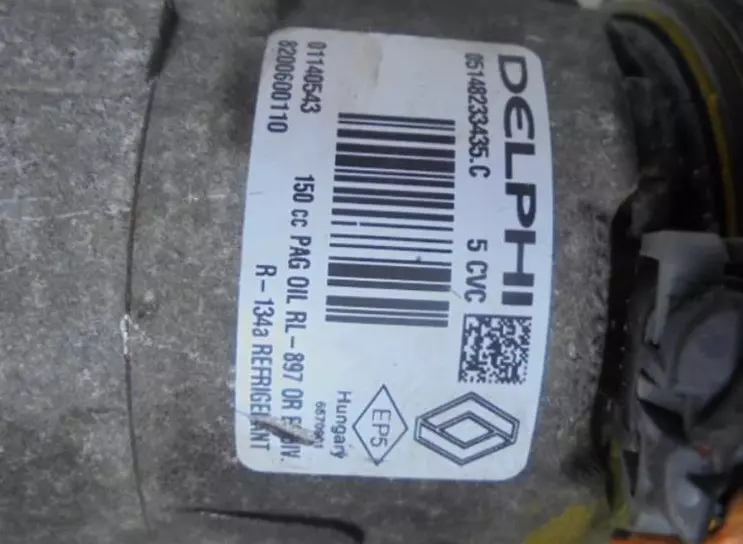 DELPHI
05148233435.C 5 CVC
01140543
8200600110
150 cc PAG OIL RL-897 OR
R-134a REFRIGERANT
EP5
Hungary